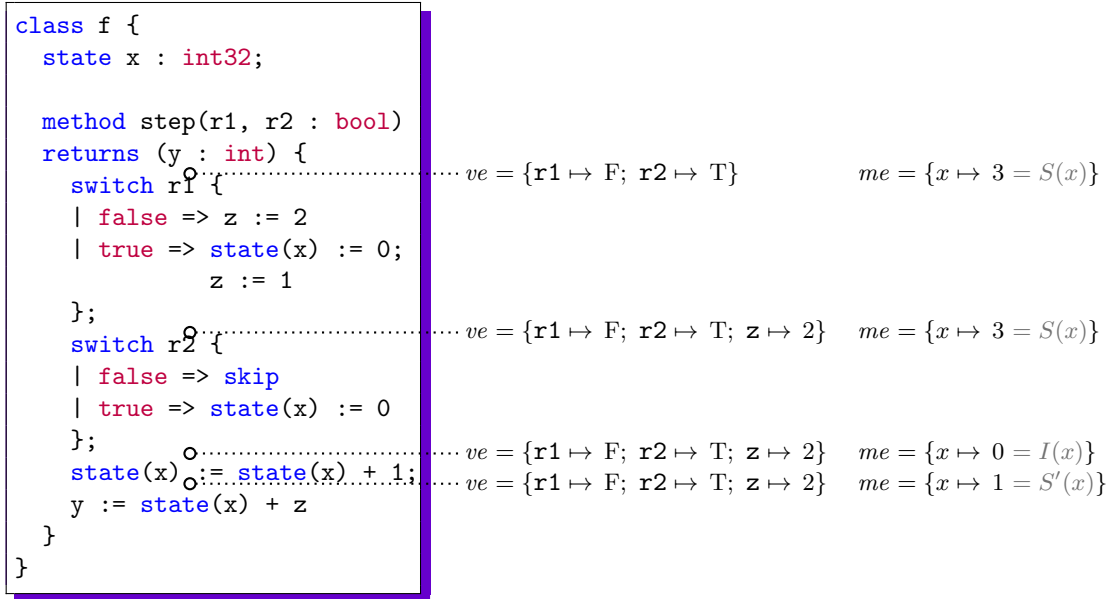 class f {
state x : int32;
method step(r1, r2 : bool)
returns (y : int) {
ve = {r1 ↦ F; r2 ↦ T} me = {x ↦ 3 = S(x)}
switch r1 {
| false => z := 2
| true => state(x) := 0;
z := 1
};
ve = {r1 ↦ F; r2 ↦ T; z ↦ 2} me = {x ↦ 3 = S(x)}
switch r2 {
| false => skip
| true => state(x) := 0
};
ve = {r1 ↦ F; r2 ↦ T; z ↦ 2} me = {x ↦ 0 = I(x)}
state(x) := state(x) + 1;
ve = {r1 ↦ F; r2 ↦ T; z ↦ 2} me = {x ↦ 1 = S′(x)}
y := state(x) + z
}
}